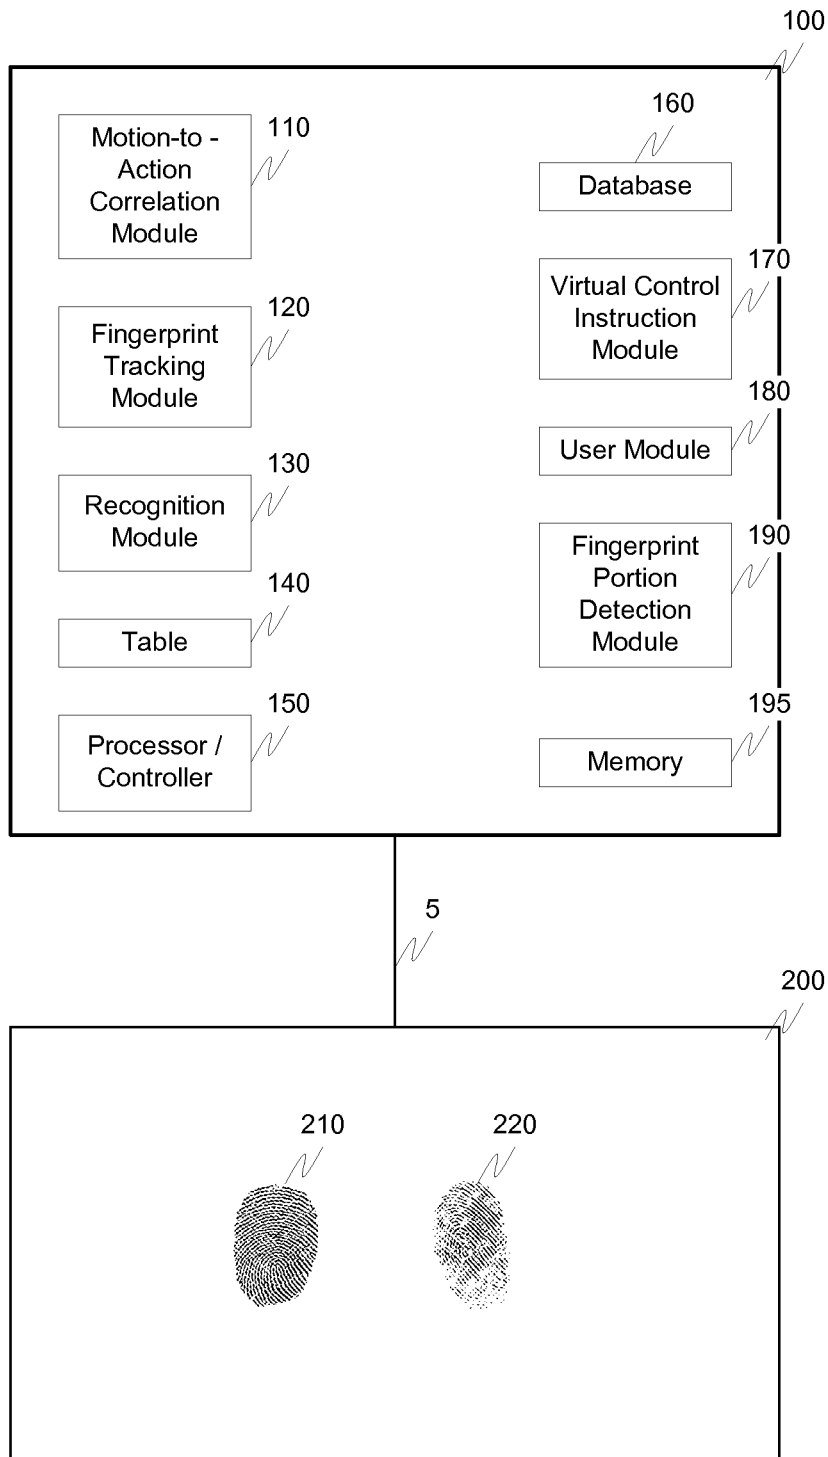 100
110
Motion-to -
Action
Correlation
Module
160
Database
120
Fingerprint
Tracking
Module
170
Virtual Control
Instruction
Module
180
User Module
130
Recognition
Module
190
Fingerprint
Portion
Detection
Module
140
Table
150
Processor /
Controller
195
Memory
5
200
210
220